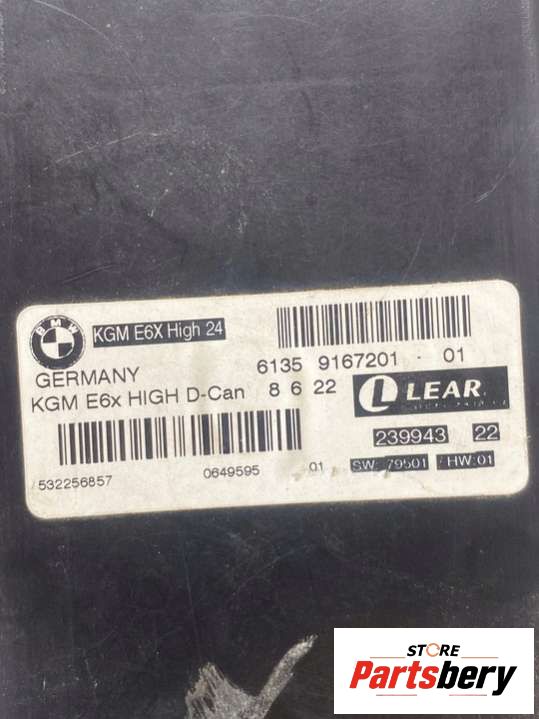 BMW
KGM E6X High 24
6135 9167201 - 01
GERMANY
KGM E6x HIGH D-Can 8 6 22
LEAR
239943 22
532256857 0649595 01 SW: 79501 / HW:01
STORE
Partsbery